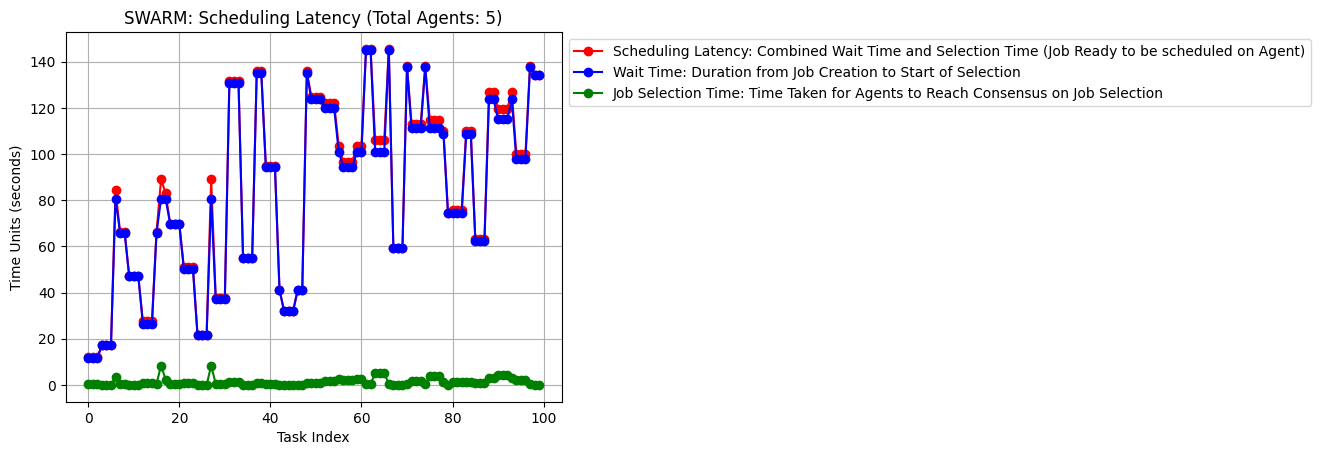 SWARM: Scheduling Latency (Total Agents: 5)
Scheduling Latency: Combined Wait Time and Selection Time (Job Ready to be scheduled on Agent)
Wait Time: Duration from Job Creation to Start of Selection
Job Selection Time: Time Taken for Agents to Reach Consensus on Job Selection
Time Units (seconds)
140
120
100
80
60
40
20
0
0 20 40 60 80 100
Task Index